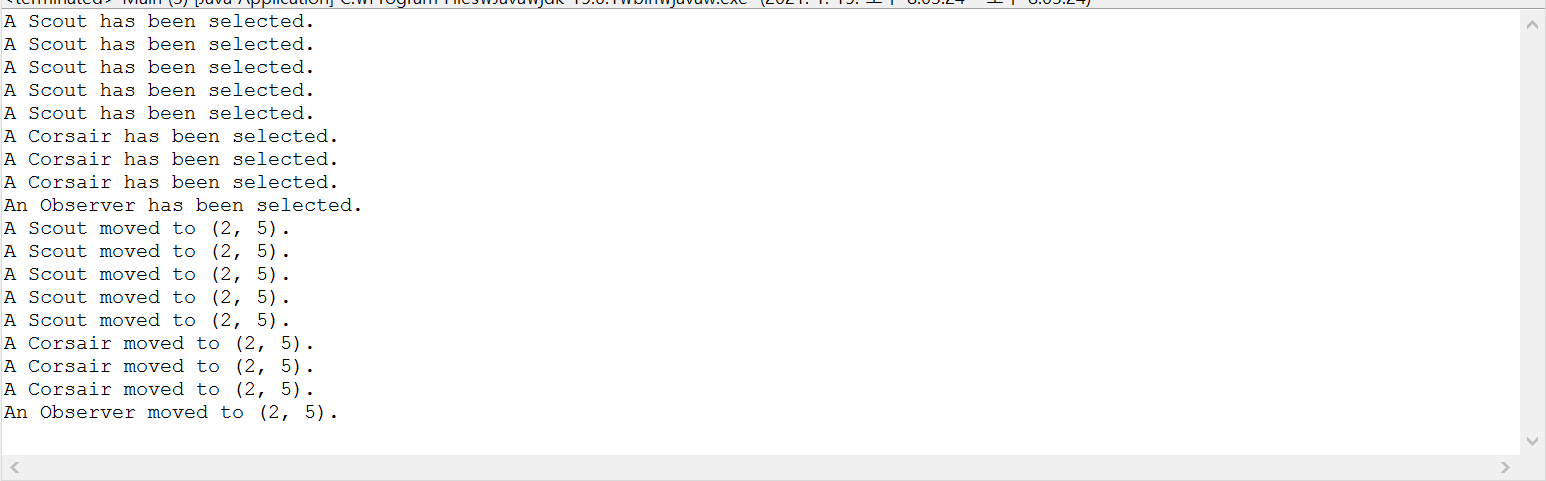 A Scout has been selected.
A Scout has been selected.
A Scout has been selected.
A Scout has been selected.
A Scout has been selected.
A Corsair has been selected.
A Corsair has been selected.
A Corsair has been selected.
An Observer has been selected.
A Scout moved to (2, 5).
A Scout moved to (2, 5).
A Scout moved to (2, 5).
A Scout moved to (2, 5).
A Scout moved to (2, 5).
A Corsair moved to (2, 5).
A Corsair moved to (2, 5).
A Corsair moved to (2, 5).
An Observer moved to (2, 5).